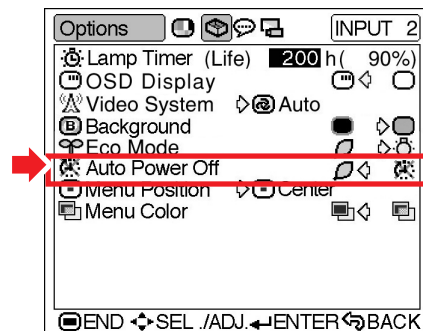 Options INPUT 2
Lamp Timer (Life) 200 h( 90%)
OSD Display
Video System Auto
B Background
Eco Mode
Auto Power Off
Menu Position Center
Menu Color
END SEL./ADJ. ENTER BACK